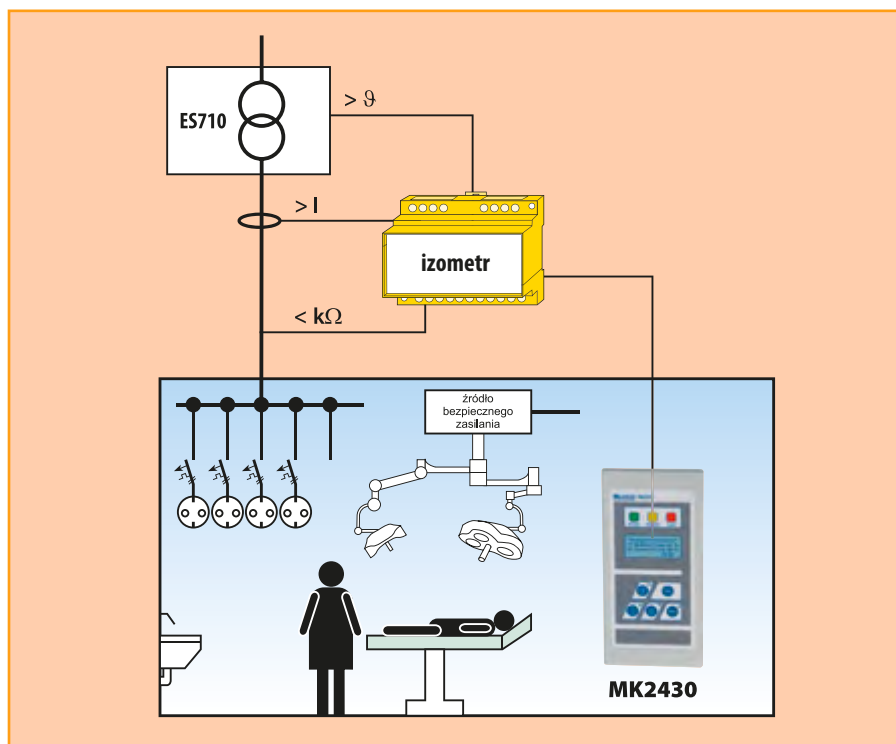 ES710
> ϑ
> I
izometr
< kΩ
źródło
bezpiecznego
zasilania
MK2430